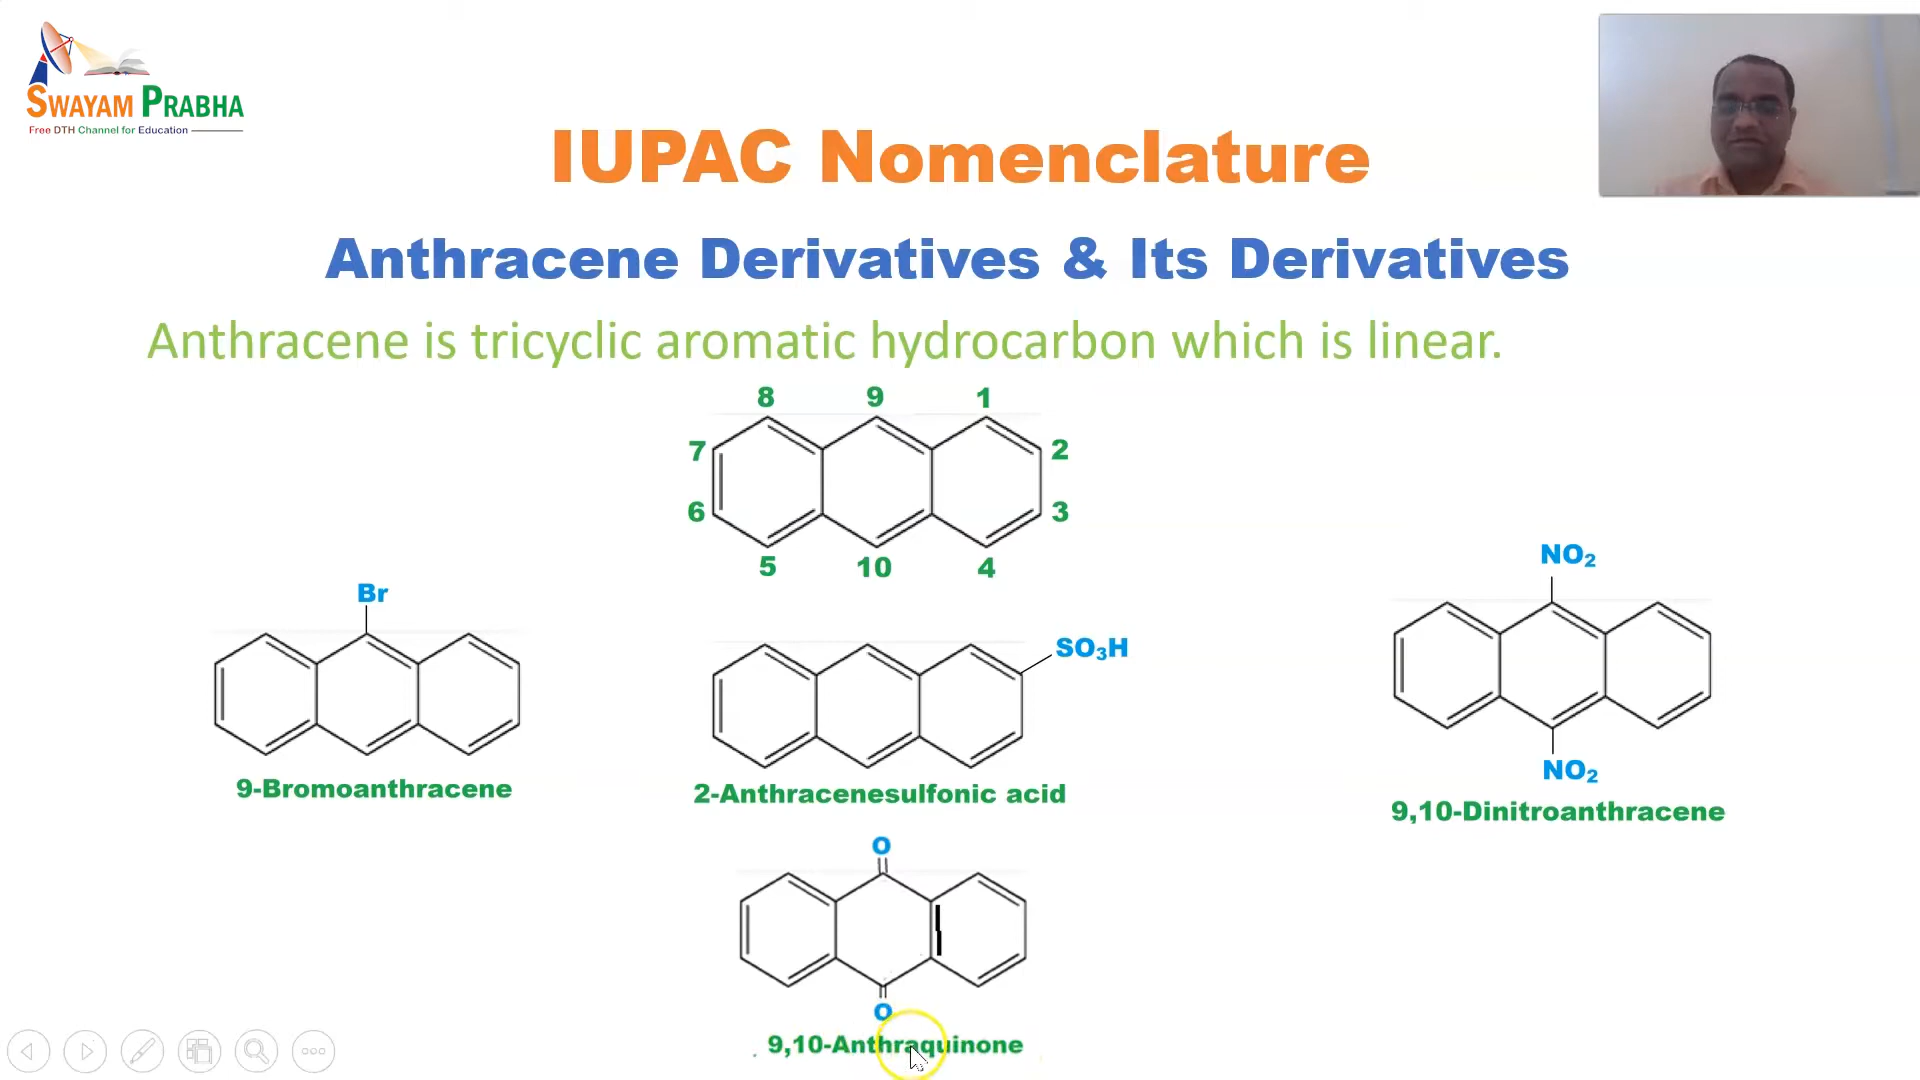 SWAYAM PRABHA
Free DTH Channel for Education
IUPAC Nomenclature
Anthracene Derivatives & Its Derivatives
Anthracene is tricyclic aromatic hydrocarbon which is linear.
8 9 1
7 2
6 3
5 10 4
Br
9-Bromoanthracene
SO₃H
2-Anthracenesulfonic acid
NO₂
NO₂
9,10-Dinitroanthracene
O
O
9,10-Anthraquinone